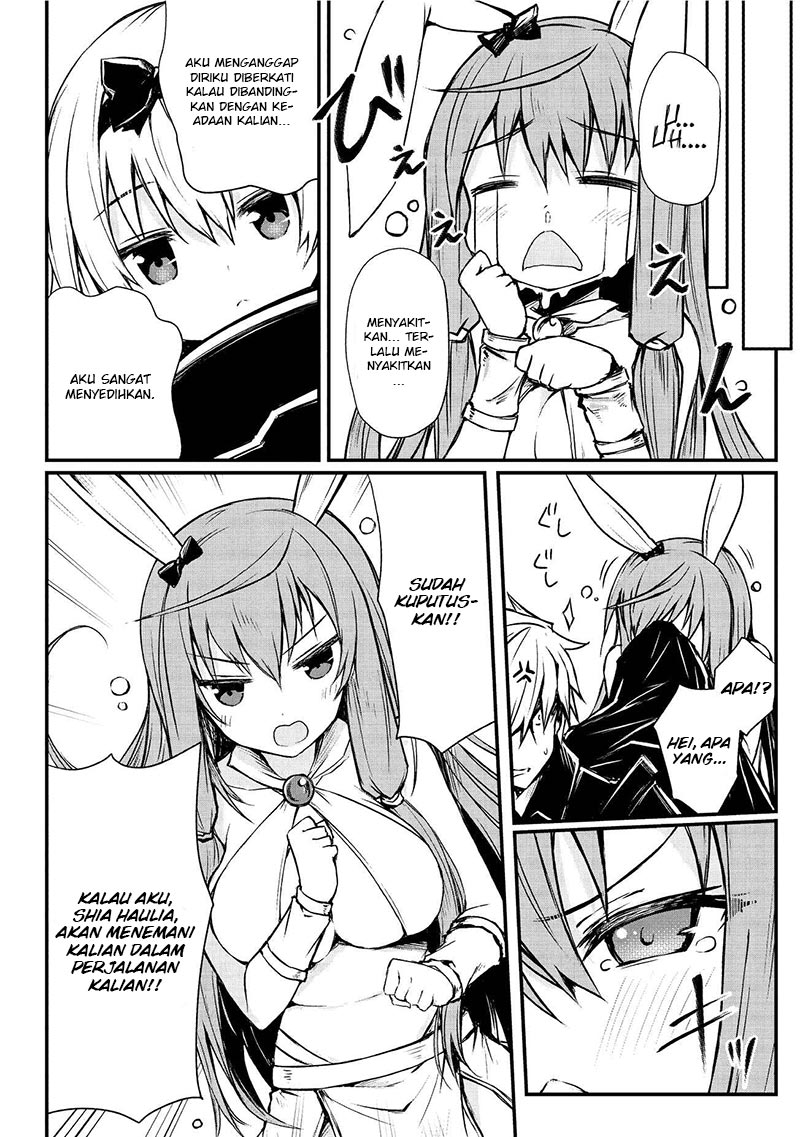 UH...
UH....
び
ぇ
ぇ
ぇ
ん
MENYAKIT-
KAN... TER-
LALU ME-
NYAKITKAN
...
AKU MENGANGGAP
DIRIKU DIBERKATI
KALAU DIBANDING-
KAN DENGAN KE-
ADAAN KALIAN...
AKU SANGAT
MENYEDIHKAN.
ぐし
ぐし
APA!?
HEI, APA
YANG...
キッ
SUDAH
KUPUTUS-
KAN!!
KALAU AKU,
SHIA HAULIA,
AKAN MENEMANI
KALIAN DALAM
PERJALANAN
KALIAN!!